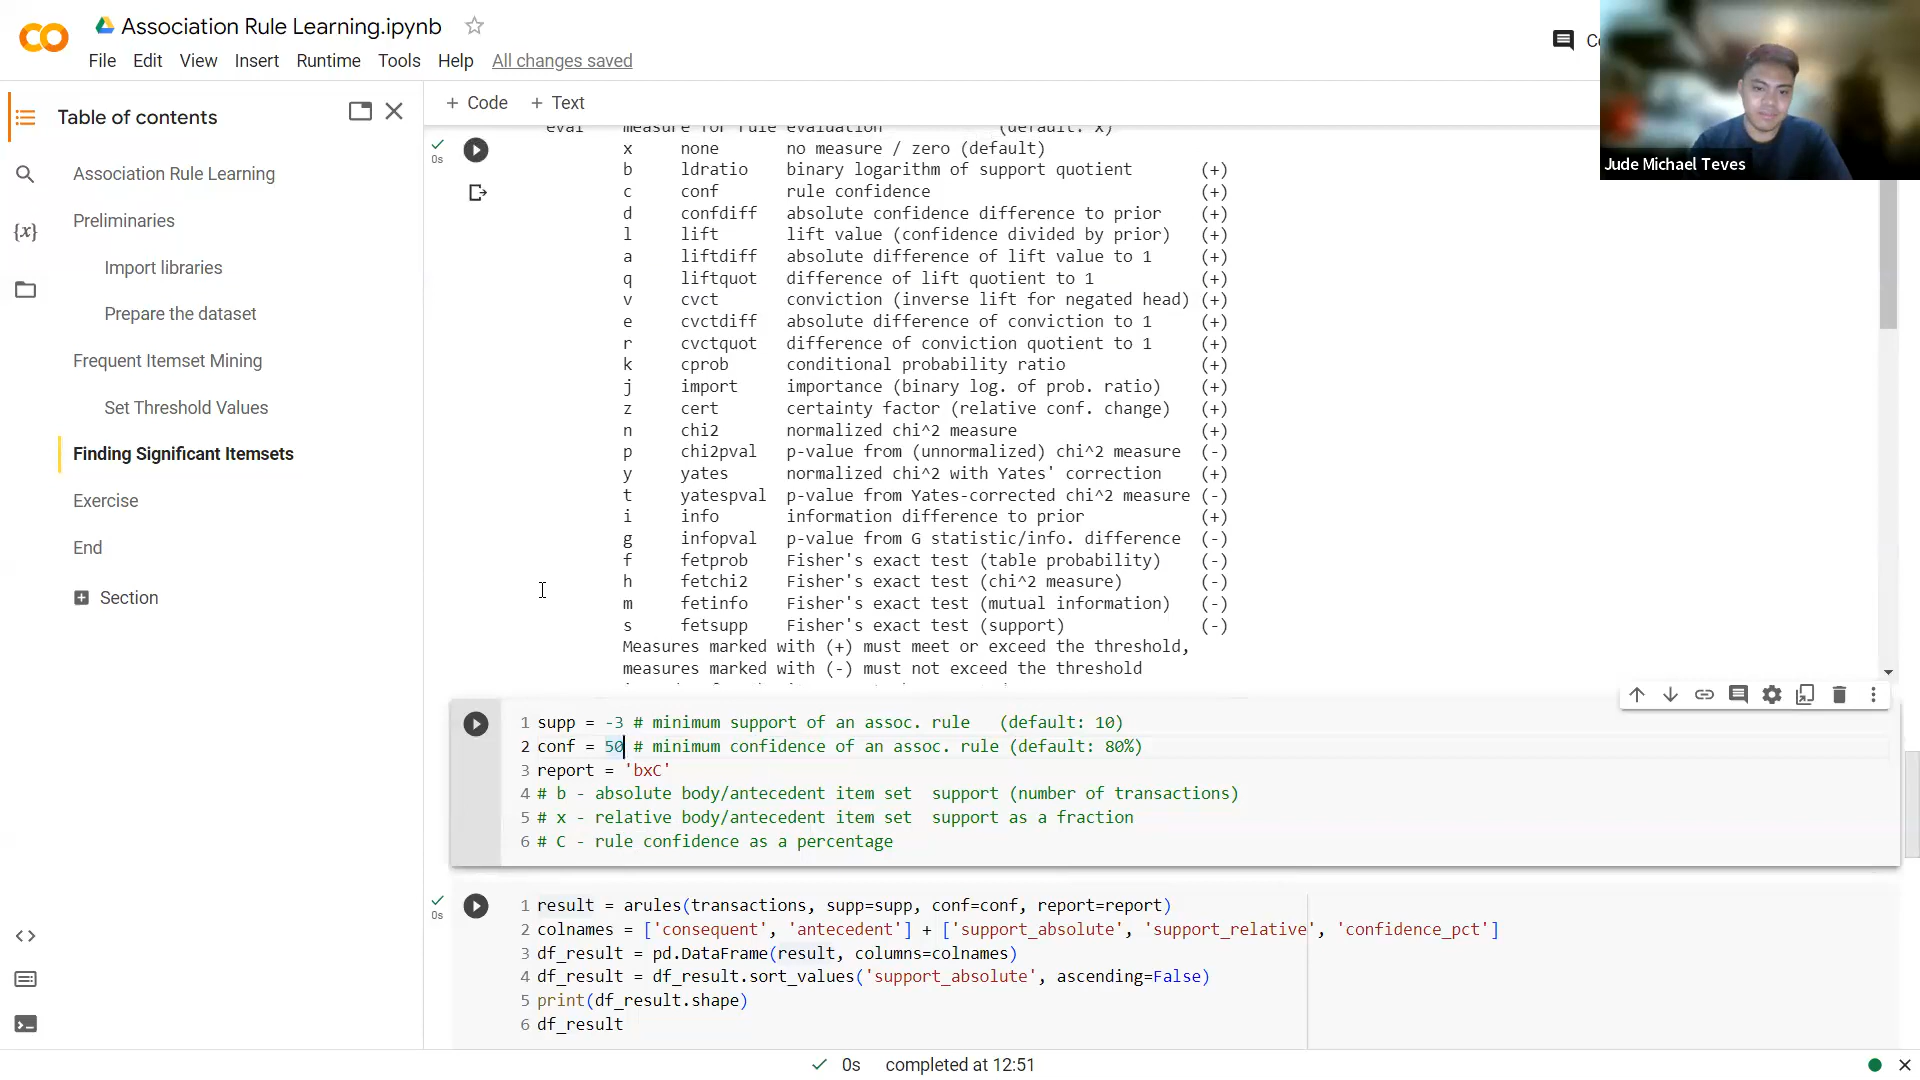 Association Rule Learning.ipynb
File Edit View Insert Runtime Tools Help All changes saved
Jude Michael Teves
Table of contents
Association Rule Learning
Preliminaries
Import libraries
Prepare the dataset
Frequent Itemset Mining
Set Threshold Values
Finding Significant Itemsets
Exercise
End
Section
+ Code + Text
eval measure for rule evaluation (default: x)
x none no measure / zero (default)
b ldratio binary logarithm of support quotient (+)
c conf rule confidence (+)
d confdiff absolute confidence difference to prior (+)
l lift lift value (confidence divided by prior) (+)
a liftdiff absolute difference of lift value to 1 (+)
q liftquot difference of lift quotient to 1 (+)
v cvct conviction (inverse lift for negated head) (+)
e cvctdiff absolute difference of conviction to 1 (+)
r cvctquot difference of conviction quotient to 1 (+)
k cprob conditional probability ratio (+)
j import importance (binary log. of prob. ratio) (+)
z cert certainty factor (relative conf. change) (+)
n chi2 normalized chi^2 measure (+)
p chi2pval p-value from (unnormalized) chi^2 measure (-)
y yates normalized chi^2 with Yates' correction (+)
t yatespval p-value from Yates-corrected chi^2 measure (-)
i info information difference to prior (+)
g infopval p-value from G statistic/info. difference (-)
f fetprob Fisher's exact test (table probability) (-)
h fetchi2 Fisher's exact test (chi^2 measure) (-)
m fetinfo Fisher's exact test (mutual information) (-)
s fetsupp Fisher's exact test (support) (-)
Measures marked with (+) must meet or exceed the threshold,
measures marked with (-) must not exceed the threshold
0s
1 supp = -3 # minimum support of an assoc. rule (default: 10)
2 conf = 50 # minimum confidence of an assoc. rule (default: 80%)
3 report = 'bxC'
4 # b - absolute body/antecedent item set support (number of transactions)
5 # x - relative body/antecedent item set support as a fraction
6 # C - rule confidence as a percentage
0s
1 result = arules(transactions, supp=supp, conf=conf, report=report)
2 colnames = ['consequent', 'antecedent'] + ['support_absolute', 'support_relative', 'confidence_pct']
3 df_result = pd.DataFrame(result, columns=colnames)
4 df_result = df_result.sort_values('support_absolute', ascending=False)
5 print(df_result.shape)
6 df_result
0s completed at 12:51